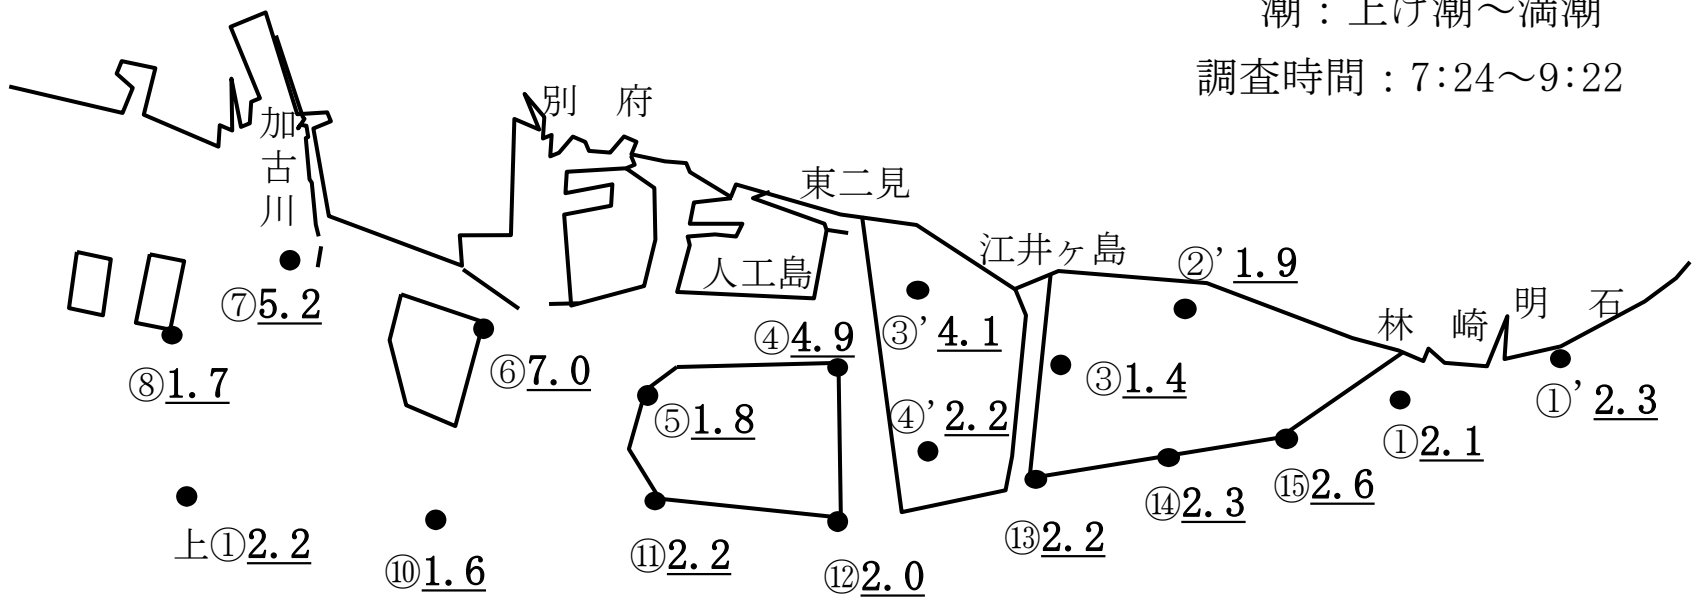 潮：上げ潮～満潮
調査時間：7:24～9:22
別　府
加古川
東二見
江井ヶ島
人工島
②’1.9
林　崎
明　石
⑦5.2
④4.9
③’4.1
⑧1.7
⑥7.0
③1.4
①’2.3
⑤1.8
④’2.2
①2.1
⑮2.6
⑭2.3
上①2.2
⑬2.2
⑩1.6
⑪2.2
⑫2.0